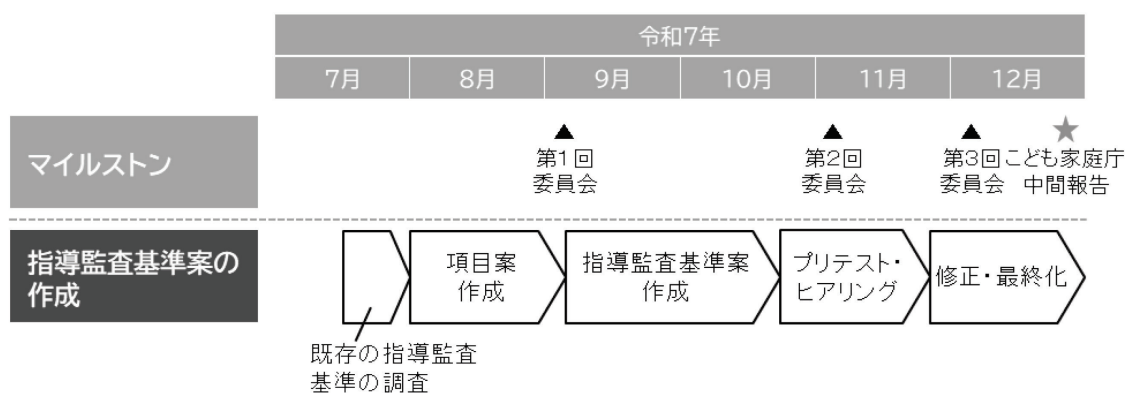 令和7年
7月 8月 9月 10月 11月 12月
マイルストン
第1回
委員会
第2回
委員会
第3回
委員会
こども家庭庁
中間報告
指導監査基準案の
作成
項目案
作成
指導監査基準案
作成
プリテスト・
ヒアリング
修正・最終化
既存の指導監査
基準の調査